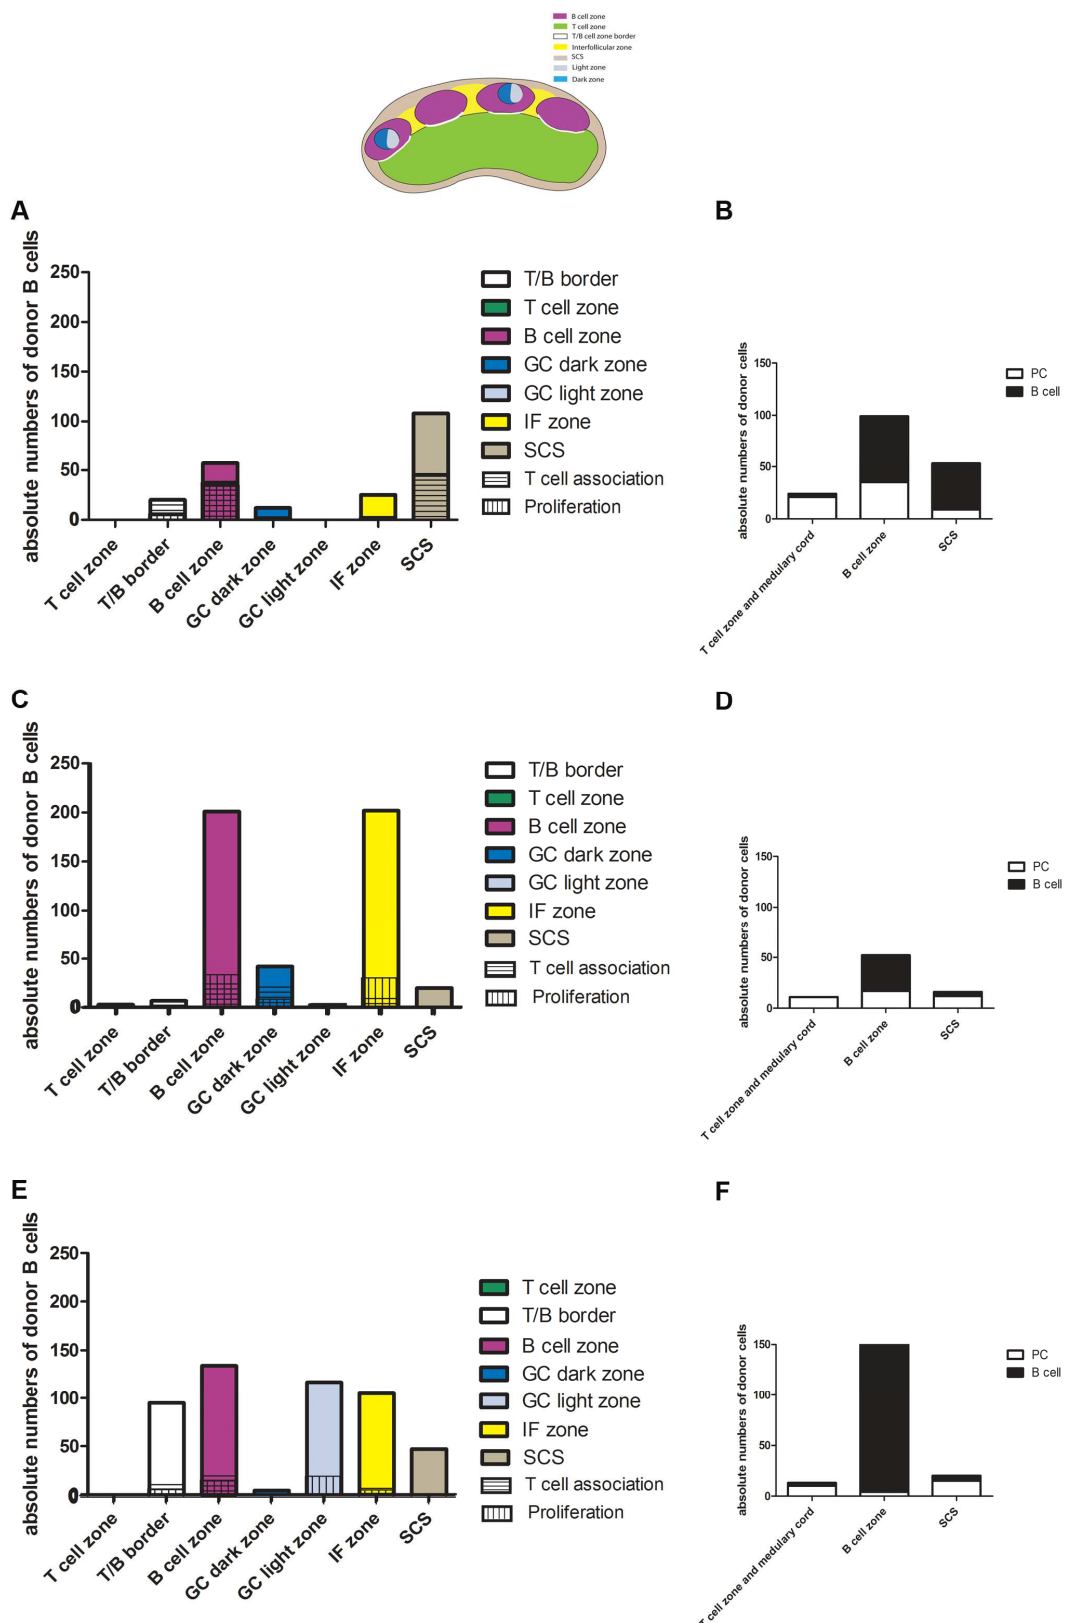 B cell zone
T cell zone
T/B cell zone border
Interfollicular zone
SCS
Light zone
Dark zone
A
absolute numbers of donor B cells
250
200
150
100
50
0
T cell zone
T/B border
B cell zone
GC dark zone
GC light zone
IF zone
SCS
T/B border
T cell zone
B cell zone
GC dark zone
GC light zone
IF zone
SCS
T cell association
Proliferation
B
absolute numbers of donor cells
150
100
50
0
T cell zone and medulary cord
B cell zone
SCS
PC
B cell
C
absolute numbers of donor B cells
250
200
150
100
50
0
T cell zone
T/B border
B cell zone
GC dark zone
GC light zone
IF zone
SCS
T/B border
T cell zone
B cell zone
GC dark zone
GC light zone
IF zone
SCS
T cell association
Proliferation
D
absolute numbers of donor cells
150
100
50
0
T cell zone and medulary cord
B cell zone
SCS
PC
B cell
E
absolute numbers of donor B cells
250
200
150
100
50
0
T cell zone
T/B border
B cell zone
GC dark zone
GC light zone
IF zone
SCS
T cell zone
T/B border
B cell zone
GC dark zone
GC light zone
IF zone
SCS
T cell association
Proliferation
F
absolute numbers of donor cells
150
100
50
0
T cell zone and medulary cord
B cell zone
SCS
PC
B cell